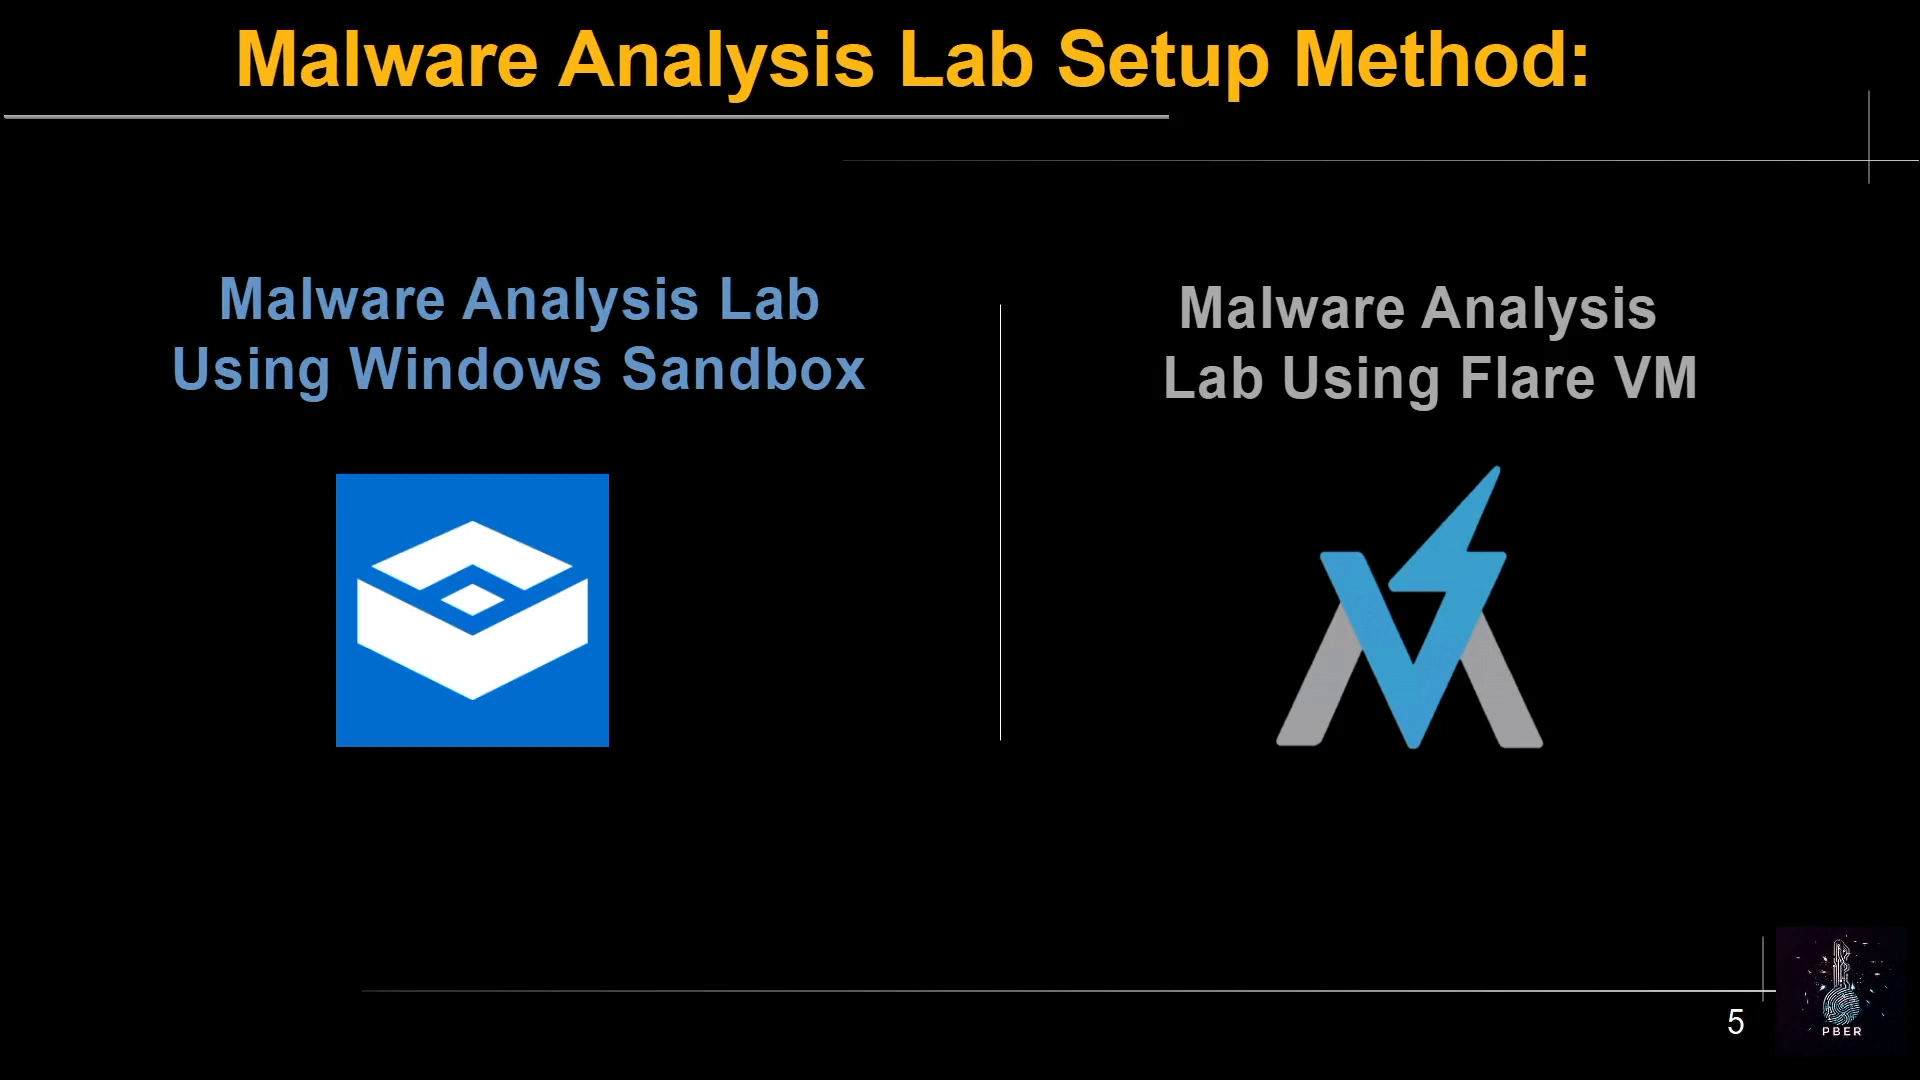 Malware Analysis Lab Setup Method:
Malware Analysis Lab
Using Windows Sandbox
Malware Analysis
Lab Using Flare VM
5
PBER